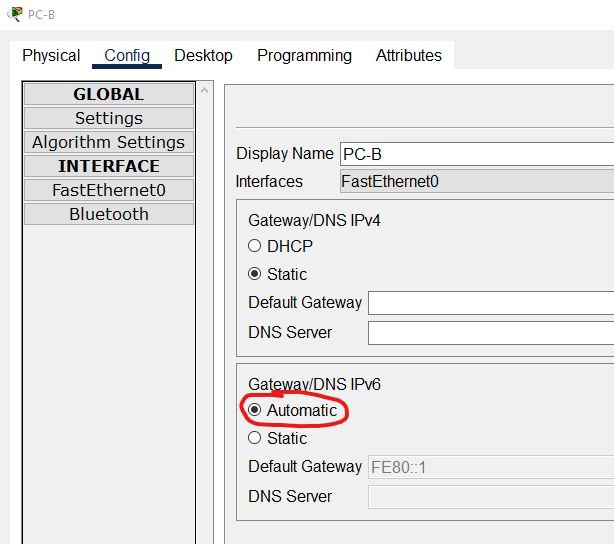 PC-B
Physical Config Desktop Programming Attributes
GLOBAL
Settings
Algorithm Settings
INTERFACE
FastEthernet0
Bluetooth
Display Name PC-B
Interfaces FastEthernet0
Gateway/DNS IPv4
DHCP
Static
Default Gateway
DNS Server
Gateway/DNS IPv6
Automatic
Static
Default Gateway FE80::1
DNS Server